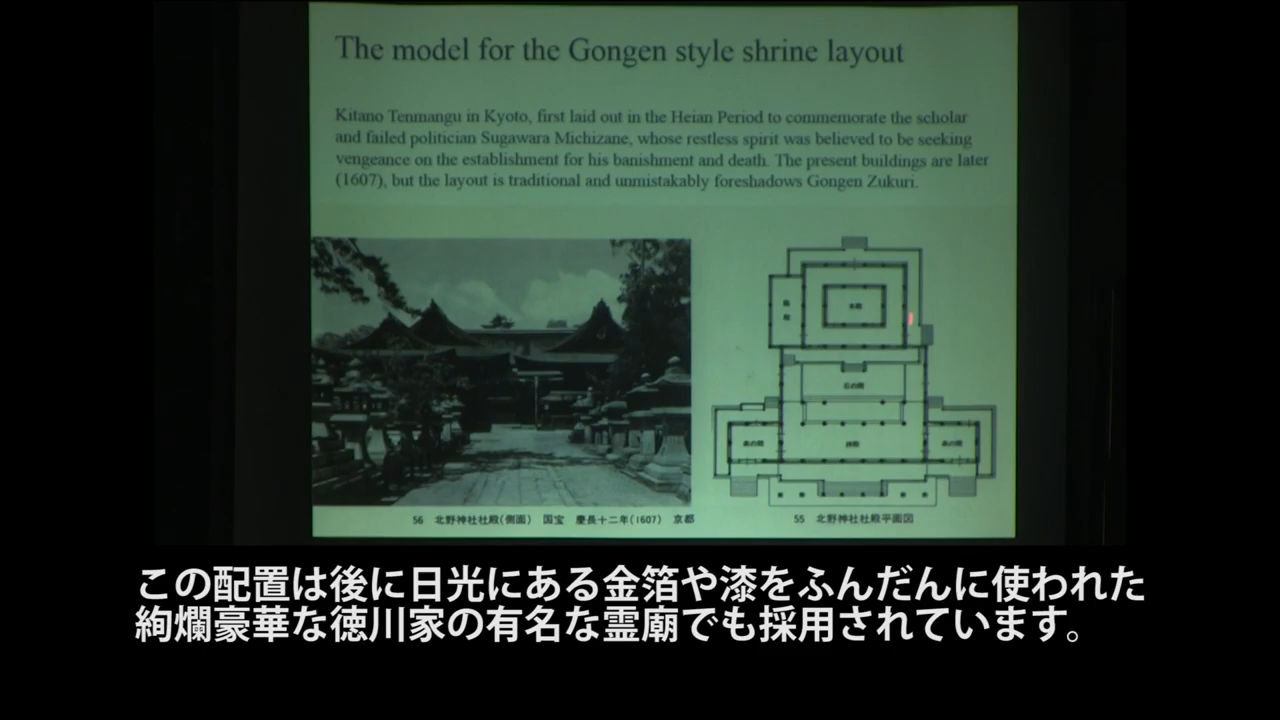 The model for the Gongen style shrine layout
Kitano Tenmangu in Kyoto, first laid out in the Heian Period to commemorate the scholar
and failed politician Sugawara Michizane, whose restless spirit was believed to be seeking
vengeance on the establishment for his banishment and death. The present buildings are later
(1607), but the layout is traditional and unmistakably foreshadows Gongen Zukuri.
本殿
石の間
拝殿
56 北野神社社殿(側面) 国宝 慶長十二年(1607) 京都
55 北野神社社殿平面図
この配置は後に日光にある金箔や漆をふんだんに使われた
絢爛豪華な徳川家の有名な霊廟でも採用されています。